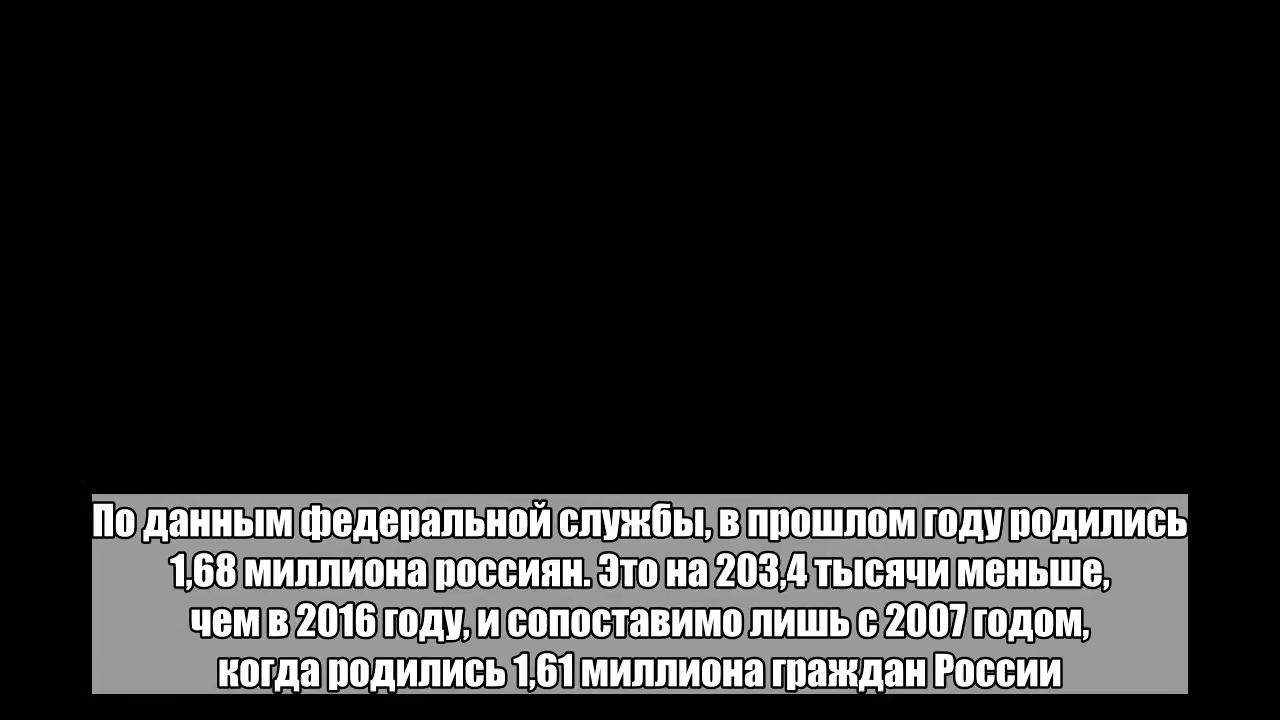 По данным федеральной службы, в прошлом году родились
1,68 миллиона россиян. Это на 203,4 тысячи меньше,
чем в 2016 году, и сопоставимо лишь с 2007 годом,
когда родились 1,61 миллиона граждан России